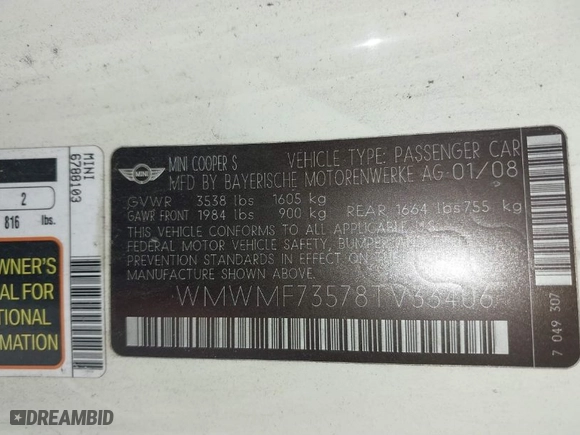 MINI COOPER S
VEHICLE TYPE: PASSENGER CAR
MFD BY BAYERISCHE MOTORENWERKE AG 01/08
GVWR 3538 lbs 1605 kg
GAWR FRONT 1984 lbs 900 kg REAR 1664 lbs 755 kg
THIS VEHICLE CONFORMS TO ALL APPLICABLE U.S.
FEDERAL MOTOR VEHICLE SAFETY, BUMPER AND THEFT
PREVENTION STANDARDS IN EFFECT ON THE DATE OF
MANUFACTURE SHOWN ABOVE.
WMWMF73578TV33406
7 049 307
MINI
6788103
2
816 lbs.
WNER'S
AL FOR
TIONAL
MATION
DREAMBID